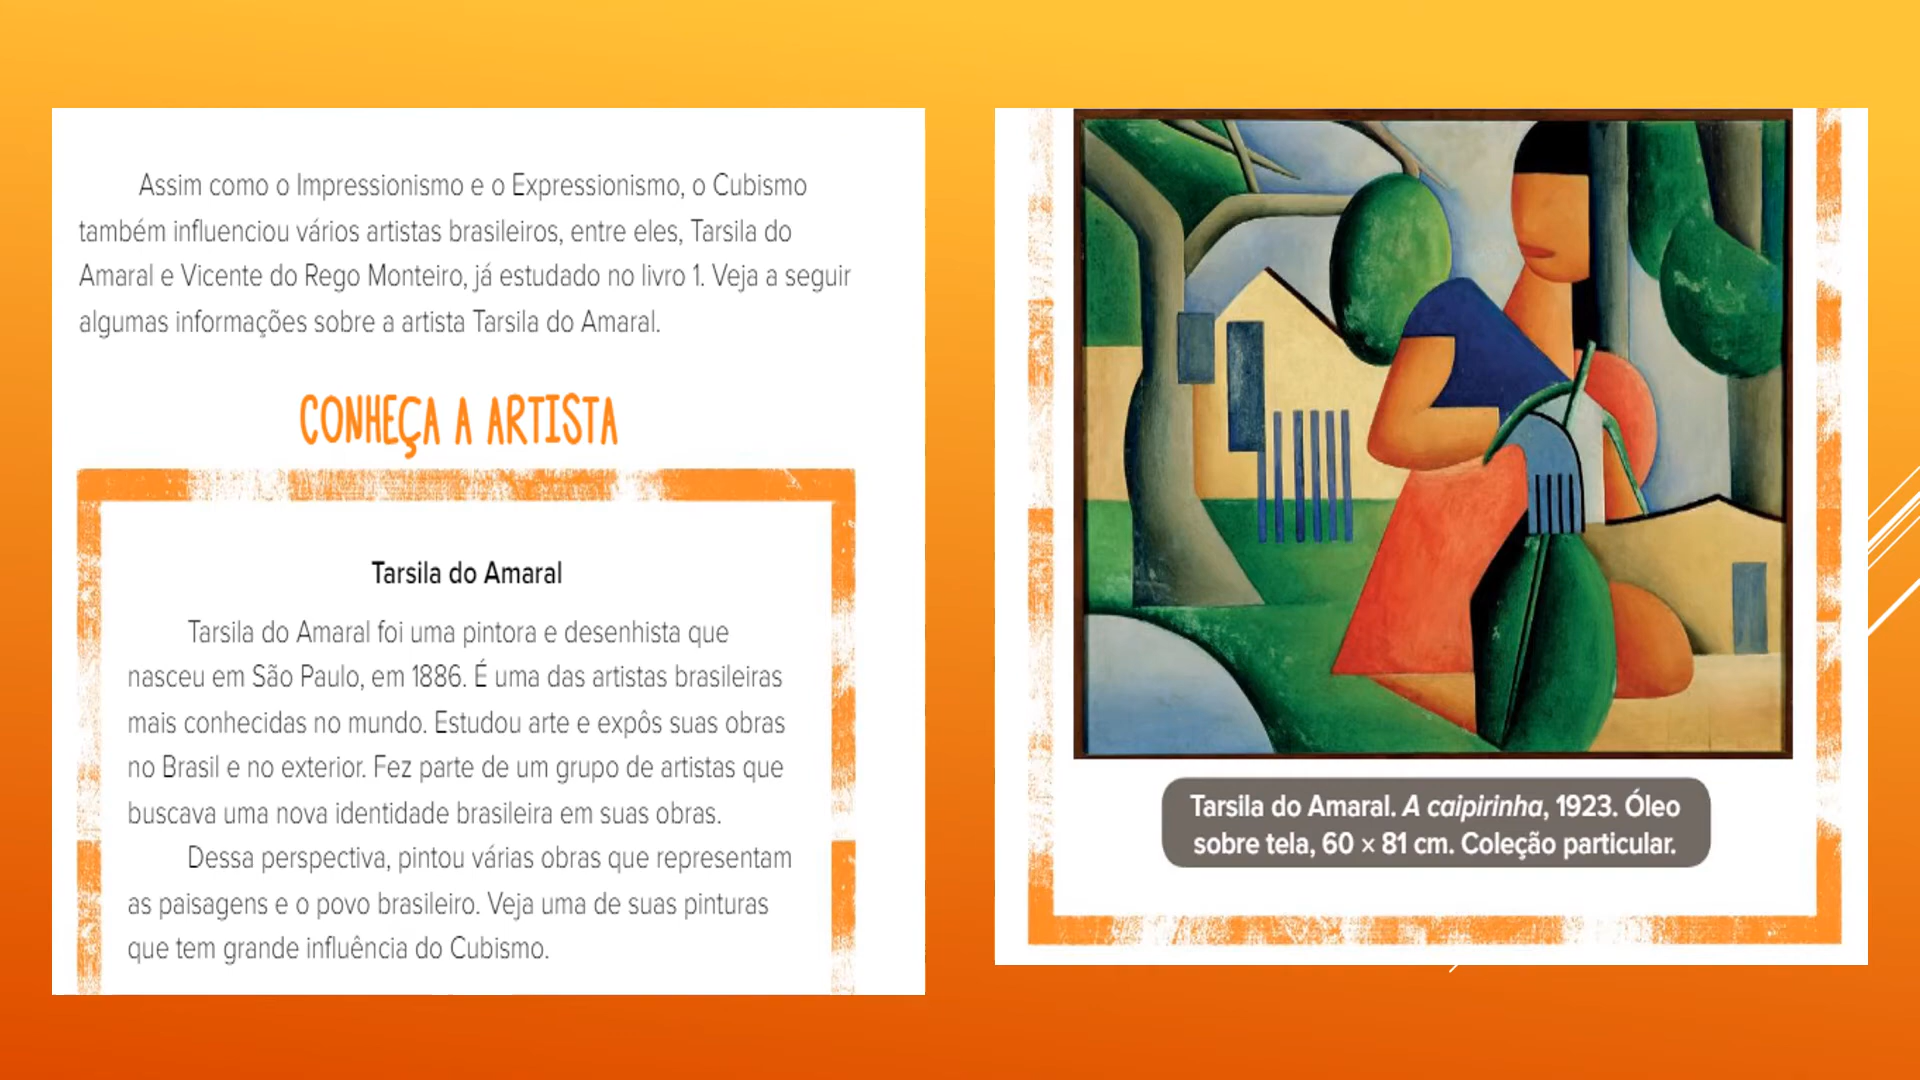 Assim como o Impressionismo e o Expressionismo, o Cubismo
também influenciou vários artistas brasileiros, entre eles, Tarsila do
Amaral e Vicente do Rego Monteiro, já estudado no livro 1. Veja a seguir
algumas informações sobre a artista Tarsila do Amaral.
CONHEÇA A ARTISTA
Tarsila do Amaral
Tarsila do Amaral foi uma pintora e desenhista que
nasceu em São Paulo, em 1886. É uma das artistas brasileiras
mais conhecidas no mundo. Estudou arte e expôs suas obras
no Brasil e no exterior. Fez parte de um grupo de artistas que
buscava uma nova identidade brasileira em suas obras.
Dessa perspectiva, pintou várias obras que representam
as paisagens e o povo brasileiro. Veja uma de suas pinturas
que tem grande influência do Cubismo.
Tarsila do Amaral. A caipirinha, 1923. Óleo
sobre tela, 60 × 81 cm. Coleção particular.